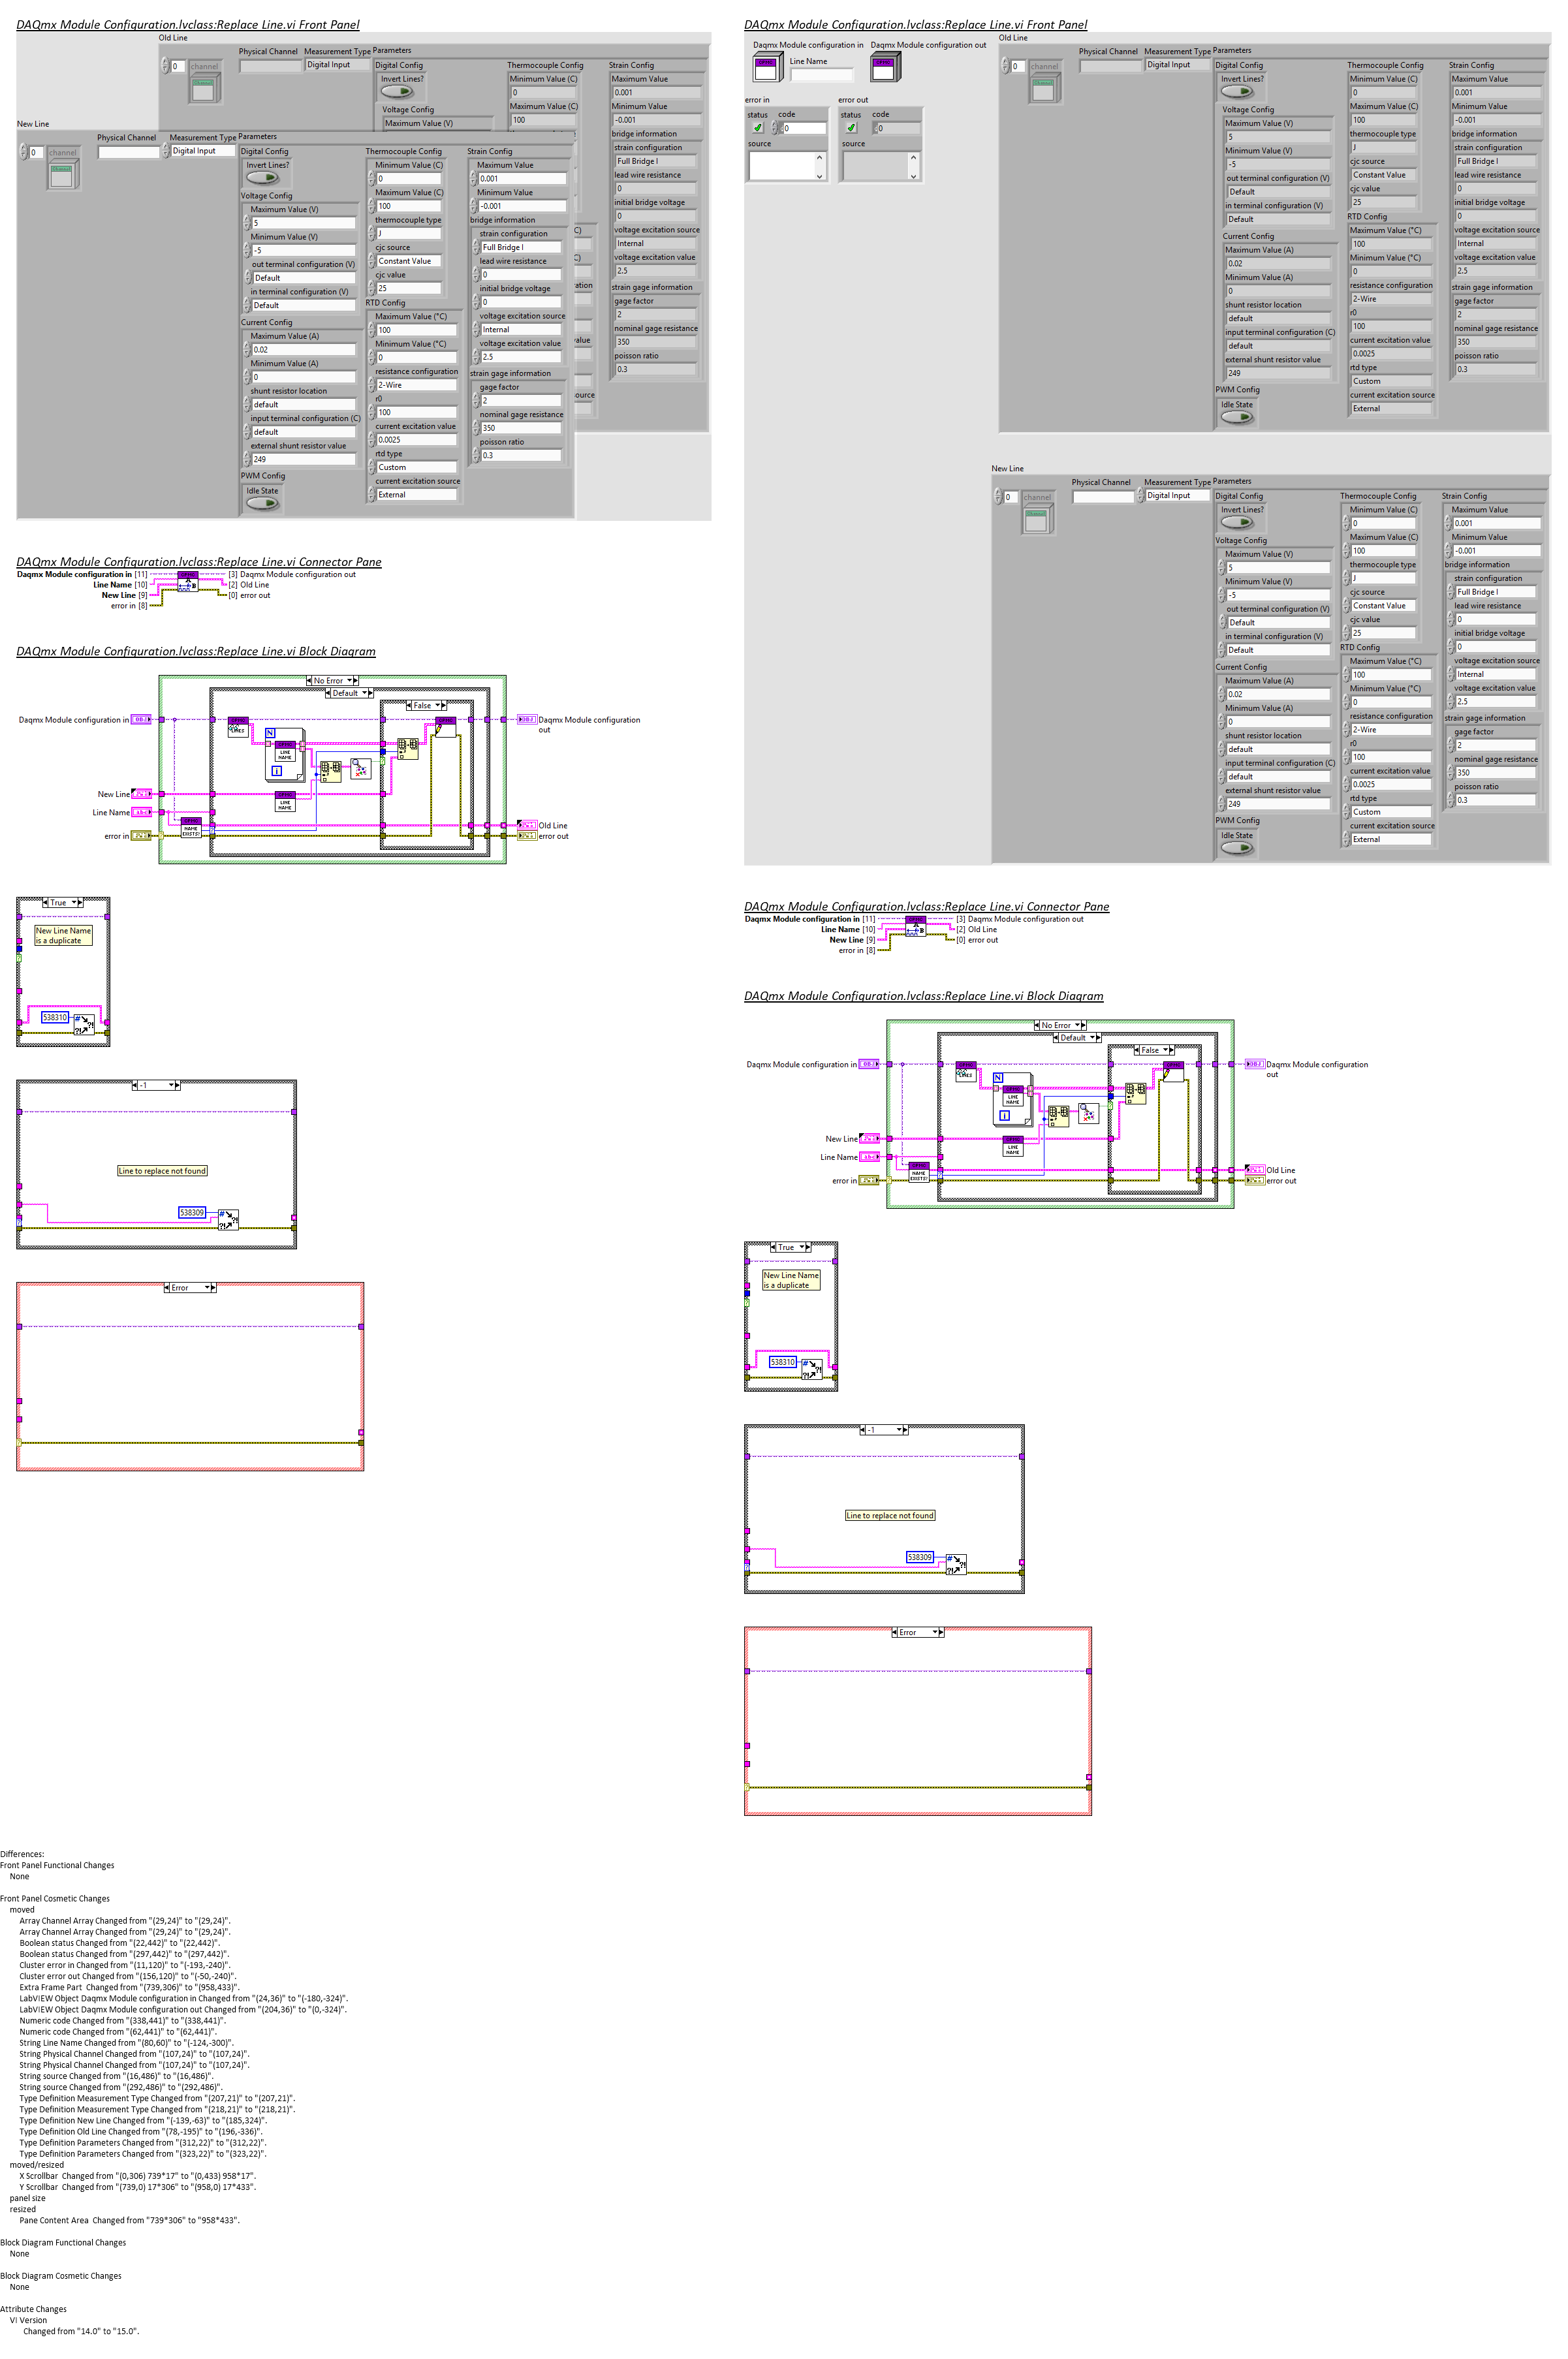 DAQmx Module Configuration.lvclass:Replace Line.vi Front Panel
Old Line
Physical Channel
Measurement Type
Parameters
0
channel
Digital Input
Digital Config
Invert Lines?
Voltage Config
Maximum Value (V)
Thermocouple Config
Minimum Value (C)
0
Maximum Value (C)
100
Strain Config
Maximum Value
0.001
Minimum Value
-0.001
bridge information
strain configuration
Full Bridge I
lead wire resistance
0
initial bridge voltage
0
voltage excitation source
Internal
voltage excitation value
2.5
strain gage information
gage factor
2
nominal gage resistance
350
poisson ratio
0.3
New Line
Physical Channel
Measurement Type
Parameters
0
channel
Digital Input
Digital Config
Invert Lines?
Voltage Config
Maximum Value (V)
5
Minimum Value (V)
-5
out terminal configuration (V)
Default
in terminal configuration (V)
Default
Current Config
Maximum Value (A)
0.02
Minimum Value (A)
0
shunt resistor location
default
input terminal configuration (C)
default
external shunt resistor value
249
PWM Config
Idle State
Thermocouple Config
Minimum Value (C)
0
Maximum Value (C)
100
thermocouple type
J
cjc source
Constant Value
cjc value
25
RTD Config
Maximum Value (°C)
100
Minimum Value (°C)
0
resistance configuration
2-Wire
r0
100
current excitation value
0.0025
rtd type
Custom
current excitation source
External
Strain Config
Maximum Value
0.001
Minimum Value
-0.001
bridge information
strain configuration
Full Bridge I
lead wire resistance
0
initial bridge voltage
0
voltage excitation source
Internal
voltage excitation value
2.5
strain gage information
gage factor
2
nominal gage resistance
350
poisson ratio
0.3
DAQmx Module Configuration.lvclass:Replace Line.vi Connector Pane
Daqmx Module configuration in [11]
Line Name [10]
New Line [9]
error in [8]
[3] Daqmx Module configuration out
[2] Old Line
[0] error out
DAQmx Module Configuration.lvclass:Replace Line.vi Block Diagram
No Error
Default
False
Daqmx Module configuration in
Daqmx Module configuration
out
LINES
N
LINE
NAME
i
LINE
NAME
New Line
Line Name
NAME
EXISTS?
error in
Old Line
error out
True
New Line Name
is a duplicate
538310
-1
Line to replace not found
538309
Error
DAQmx Module Configuration.lvclass:Replace Line.vi Front Panel
Daqmx Module configuration in
Daqmx Module configuration out
Line Name
error in
status
code
0
source
error out
status
code
0
source
Old Line
Physical Channel
Measurement Type
Parameters
0
channel
Digital Input
Digital Config
Invert Lines?
Voltage Config
Maximum Value (V)
5
Minimum Value (V)
-5
out terminal configuration (V)
Default
in terminal configuration (V)
Default
Current Config
Maximum Value (A)
0.02
Minimum Value (A)
0
shunt resistor location
default
input terminal configuration (C)
default
external shunt resistor value
249
PWM Config
Idle State
Thermocouple Config
Minimum Value (C)
0
Maximum Value (C)
100
thermocouple type
J
cjc source
Constant Value
cjc value
25
RTD Config
Maximum Value (°C)
100
Minimum Value (°C)
0
resistance configuration
2-Wire
r0
100
current excitation value
0.0025
rtd type
Custom
current excitation source
External
Strain Config
Maximum Value
0.001
Minimum Value
-0.001
bridge information
strain configuration
Full Bridge I
lead wire resistance
0
initial bridge voltage
0
voltage excitation source
Internal
voltage excitation value
2.5
strain gage information
gage factor
2
nominal gage resistance
350
poisson ratio
0.3
New Line
Physical Channel
Measurement Type
Parameters
0
channel
Digital Input
Digital Config
Invert Lines?
Voltage Config
Maximum Value (V)
5
Minimum Value (V)
-5
out terminal configuration (V)
Default
in terminal configuration (V)
Default
Current Config
Maximum Value (A)
0.02
Minimum Value (A)
0
shunt resistor location
default
input terminal configuration (C)
default
external shunt resistor value
249
PWM Config
Idle State
Thermocouple Config
Minimum Value (C)
0
Maximum Value (C)
100
thermocouple type
J
cjc source
Constant Value
cjc value
25
RTD Config
Maximum Value (°C)
100
Minimum Value (°C)
0
resistance configuration
2-Wire
r0
100
current excitation value
0.0025
rtd type
Custom
current excitation source
External
Strain Config
Maximum Value
0.001
Minimum Value
-0.001
bridge information
strain configuration
Full Bridge I
lead wire resistance
0
initial bridge voltage
0
voltage excitation source
Internal
voltage excitation value
2.5
strain gage information
gage factor
2
nominal gage resistance
350
poisson ratio
0.3
DAQmx Module Configuration.lvclass:Replace Line.vi Connector Pane
Daqmx Module configuration in [11]
Line Name [10]
New Line [9]
error in [8]
[3] Daqmx Module configuration out
[2] Old Line
[0] error out
DAQmx Module Configuration.lvclass:Replace Line.vi Block Diagram
No Error
Default
False
Daqmx Module configuration in
Daqmx Module configuration
out
LINES
N
LINE
NAME
i
LINE
NAME
New Line
Line Name
NAME
EXISTS?
error in
Old Line
error out
True
New Line Name
is a duplicate
538310
-1
Line to replace not found
538309
Error
Differences:
Front Panel Functional Changes
None
Front Panel Cosmetic Changes
moved
Array Channel Array Changed from "(29,24)" to "(29,24)".
Array Channel Array Changed from "(29,24)" to "(29,24)".
Boolean status Changed from "(22,442)" to "(22,442)".
Boolean status Changed from "(297,442)" to "(297,442)".
Cluster error in Changed from "(11,120)" to "(-193,-240)".
Cluster error out Changed from "(156,120)" to "(-50,-240)".
Extra Frame Part  Changed from "(739,306)" to "(958,433)".
LabVIEW Object Daqmx Module configuration in Changed from "(24,36)" to "(-180,-324)".
LabVIEW Object Daqmx Module configuration out Changed from "(204,36)" to "(0,-324)".
Numeric code Changed from "(338,441)" to "(338,441)".
Numeric code Changed from "(62,441)" to "(62,441)".
String Line Name Changed from "(80,60)" to "(-124,-300)".
String Physical Channel Changed from "(107,24)" to "(107,24)".
String Physical Channel Changed from "(107,24)" to "(107,24)".
String source Changed from "(16,486)" to "(16,486)".
String source Changed from "(292,486)" to "(292,486)".
Type Definition Measurement Type Changed from "(207,21)" to "(207,21)".
Type Definition Measurement Type Changed from "(218,21)" to "(218,21)".
Type Definition New Line Changed from "(-139,-63)" to "(185,324)".
Type Definition Old Line Changed from "(78,-195)" to "(196,-336)".
Type Definition Parameters Changed from "(312,22)" to "(312,22)".
Type Definition Parameters Changed from "(323,22)" to "(323,22)".
moved/resized
X Scrollbar  Changed from "(0,306) 739*17" to "(0,433) 958*17".
Y Scrollbar  Changed from "(739,0) 17*306" to "(958,0) 17*433".
panel size
resized
Pane Content Area  Changed from "739*306" to "958*433".
Block Diagram Functional Changes
None
Block Diagram Cosmetic Changes
None
Attribute Changes
VI Version
Changed from "14.0" to "15.0".